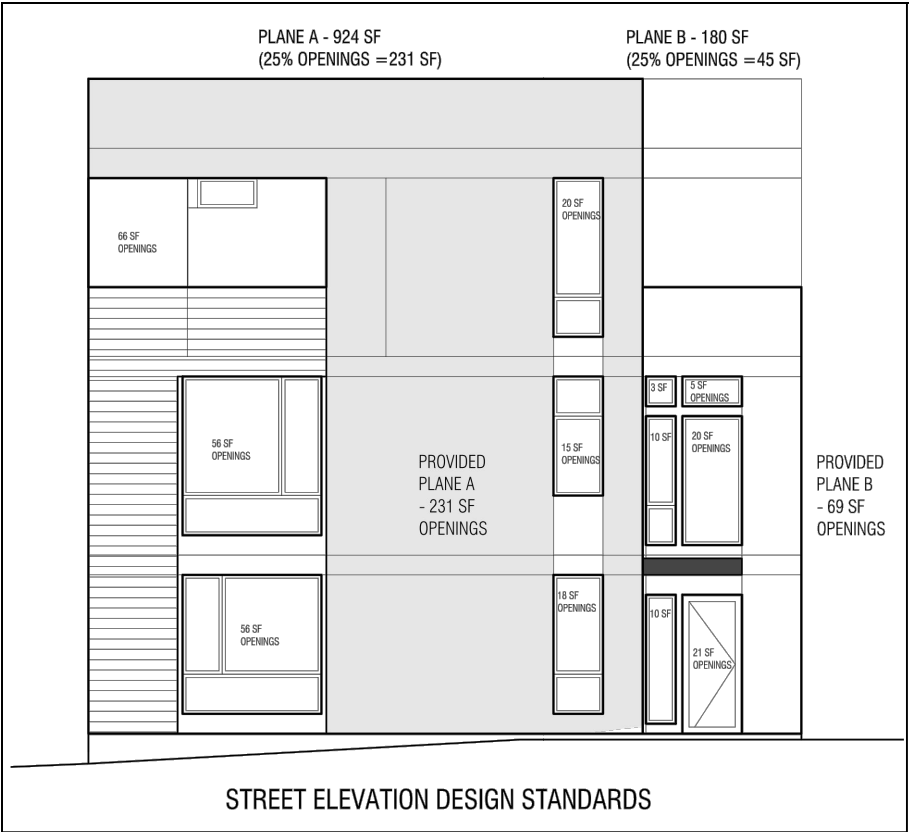 PLANE A - 924 SF
(25% OPENINGS =231 SF)
PLANE B - 180 SF
(25% OPENINGS =45 SF)
66 SF
OPENINGS
20 SF
OPENINGS
3 SF
5 SF
OPENINGS
56 SF
OPENINGS
15 SF
OPENINGS
10 SF
20 SF
OPENINGS
PROVIDED
PLANE A
- 231 SF
OPENINGS
PROVIDED
PLANE B
- 69 SF
OPENINGS
56 SF
OPENINGS
18 SF
OPENINGS
10 SF
21 SF
OPENINGS
STREET ELEVATION DESIGN STANDARDS